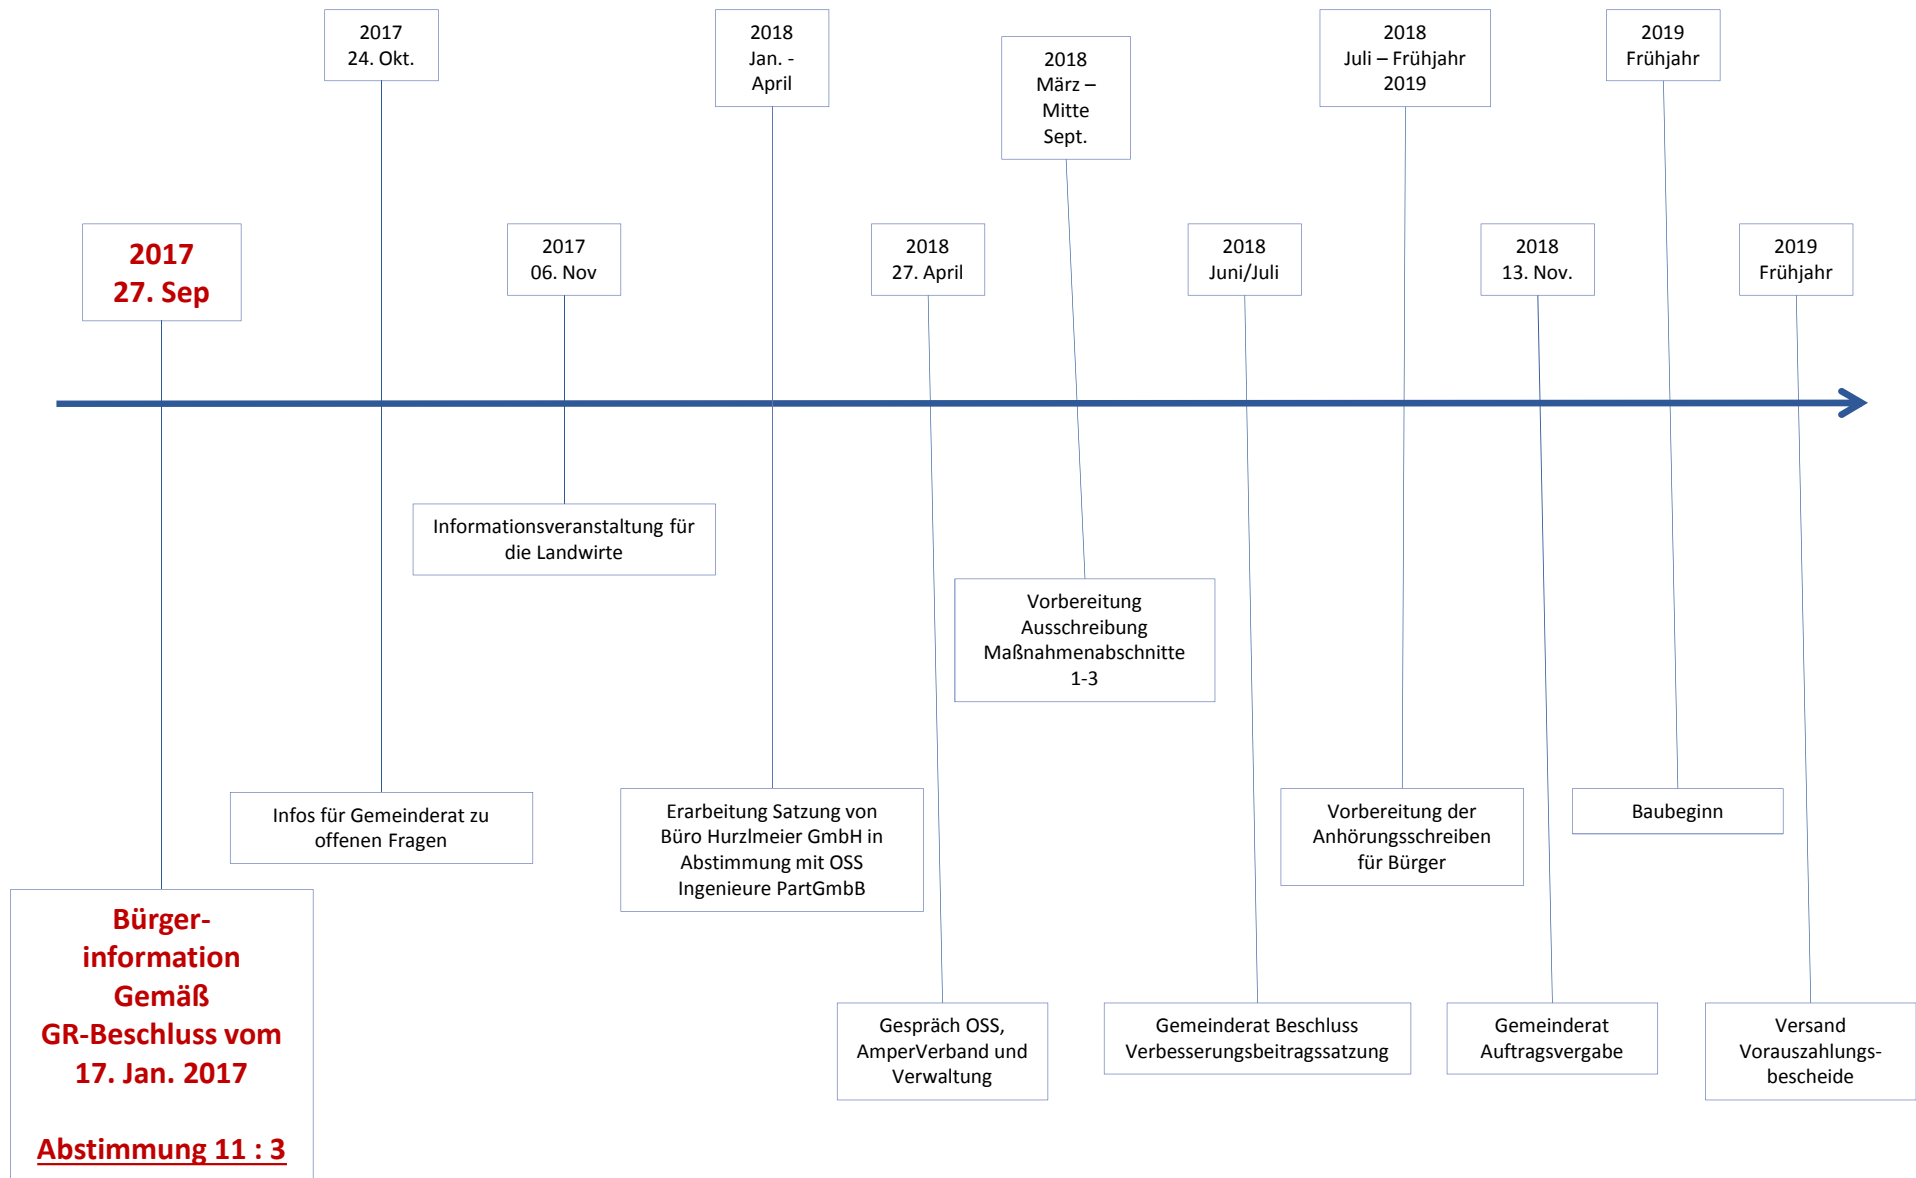 2017
24. Okt.
2018
Jan. -
April
2018
März –
Mitte
Sept.
2018
Juli – Frühjahr
2019
2019
Frühjahr
2017
27. Sep
2017
06. Nov
2018
27. April
2018
Juni/Juli
2018
13. Nov.
2019
Frühjahr
Informationsveranstaltung für
die Landwirte
Vorbereitung
Ausschreibung
Maßnahmenabschnitte
1-3
Infos für Gemeinderat zu
offenen Fragen
Erarbeitung Satzung von
Büro Hurzlmeier GmbH in
Abstimmung mit OSS
Ingenieure PartGmbB
Vorbereitung der
Anhörungsschreiben
für Bürger
Baubeginn
Bürger-
information
Gemäß
GR-Beschluss vom
17. Jan. 2017
Abstimmung 11 : 3
Gespräch OSS,
AmperVerband und
Verwaltung
Gemeinderat Beschluss
Verbesserungsbeitragssatzung
Gemeinderat
Auftragsvergabe
Versand
Vorauszahlungs-
bescheide